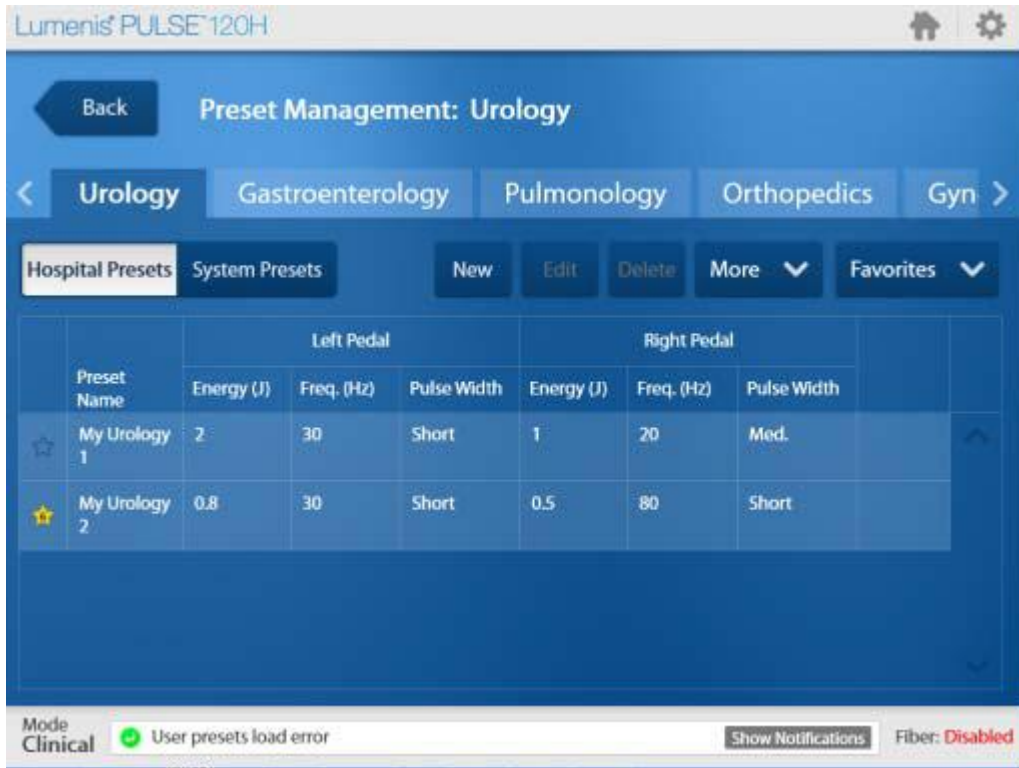 Lumenis® PULSE™ 120H
Back
Preset Management: Urology
Urology Gastroenterology Pulmonology Orthopedics Gyn
Hospital Presets System Presets New Edit Delete More Favorites
Left Pedal Right Pedal
Preset Name Energy (J) Freq. (Hz) Pulse Width Energy (J) Freq. (Hz) Pulse Width
My Urology 1 2 30 Short 1 20 Med.
My Urology 2 0.8 30 Short 0.5 80 Short
Mode
Clinical
User presets load error
Show Notifications
Fiber: Disabled